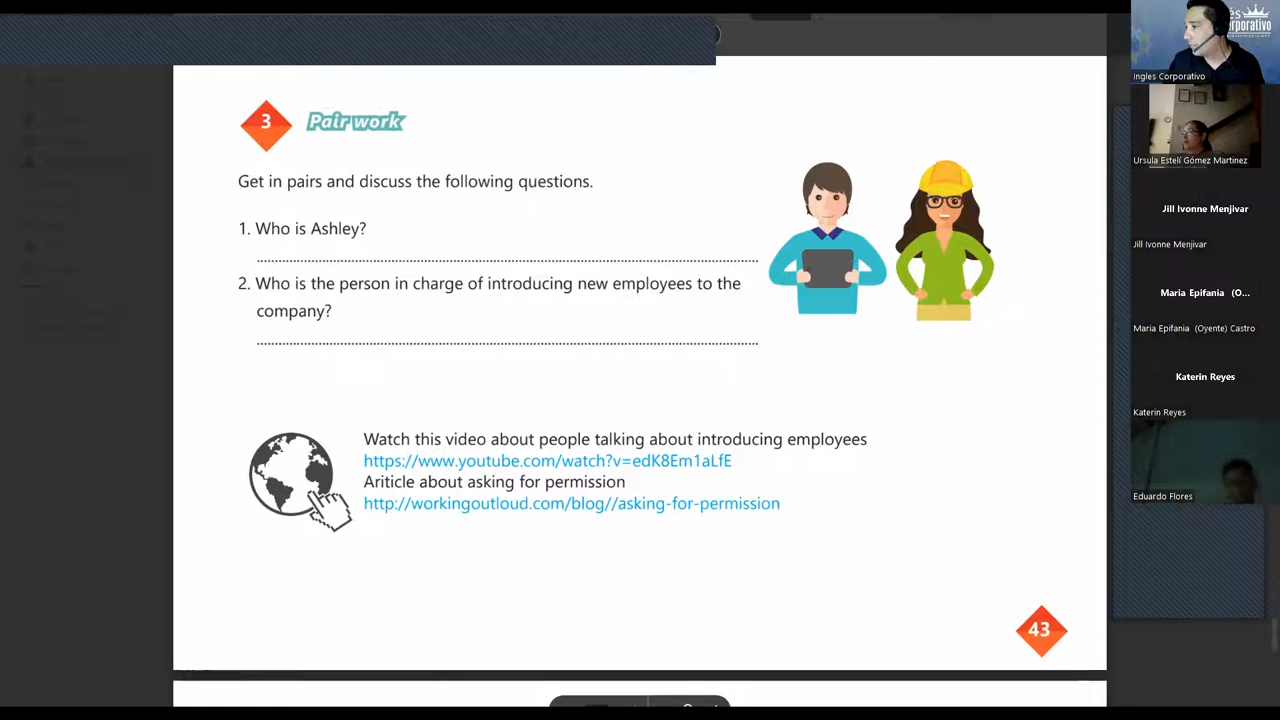 3
Pair work
Get in pairs and discuss the following questions.
1. Who is Ashley?
2. Who is the person in charge of introducing new employees to the
company?
Watch this video about people talking about introducing employees
https://www.youtube.com/watch?v=edK8Em1aLfE
Ariticle about asking for permission
http://workingoutloud.com/blog//asking-for-permission
43
Ingles Corporativo
Ursula Estelí Gómez Martinez
Jill Ivonne Menjivar
Jill Ivonne Menjivar
Maria Epifania (O...
Maria Epifania (Oyente) Castro
Katerin Reyes
Katerin Reyes
Eduardo Flores